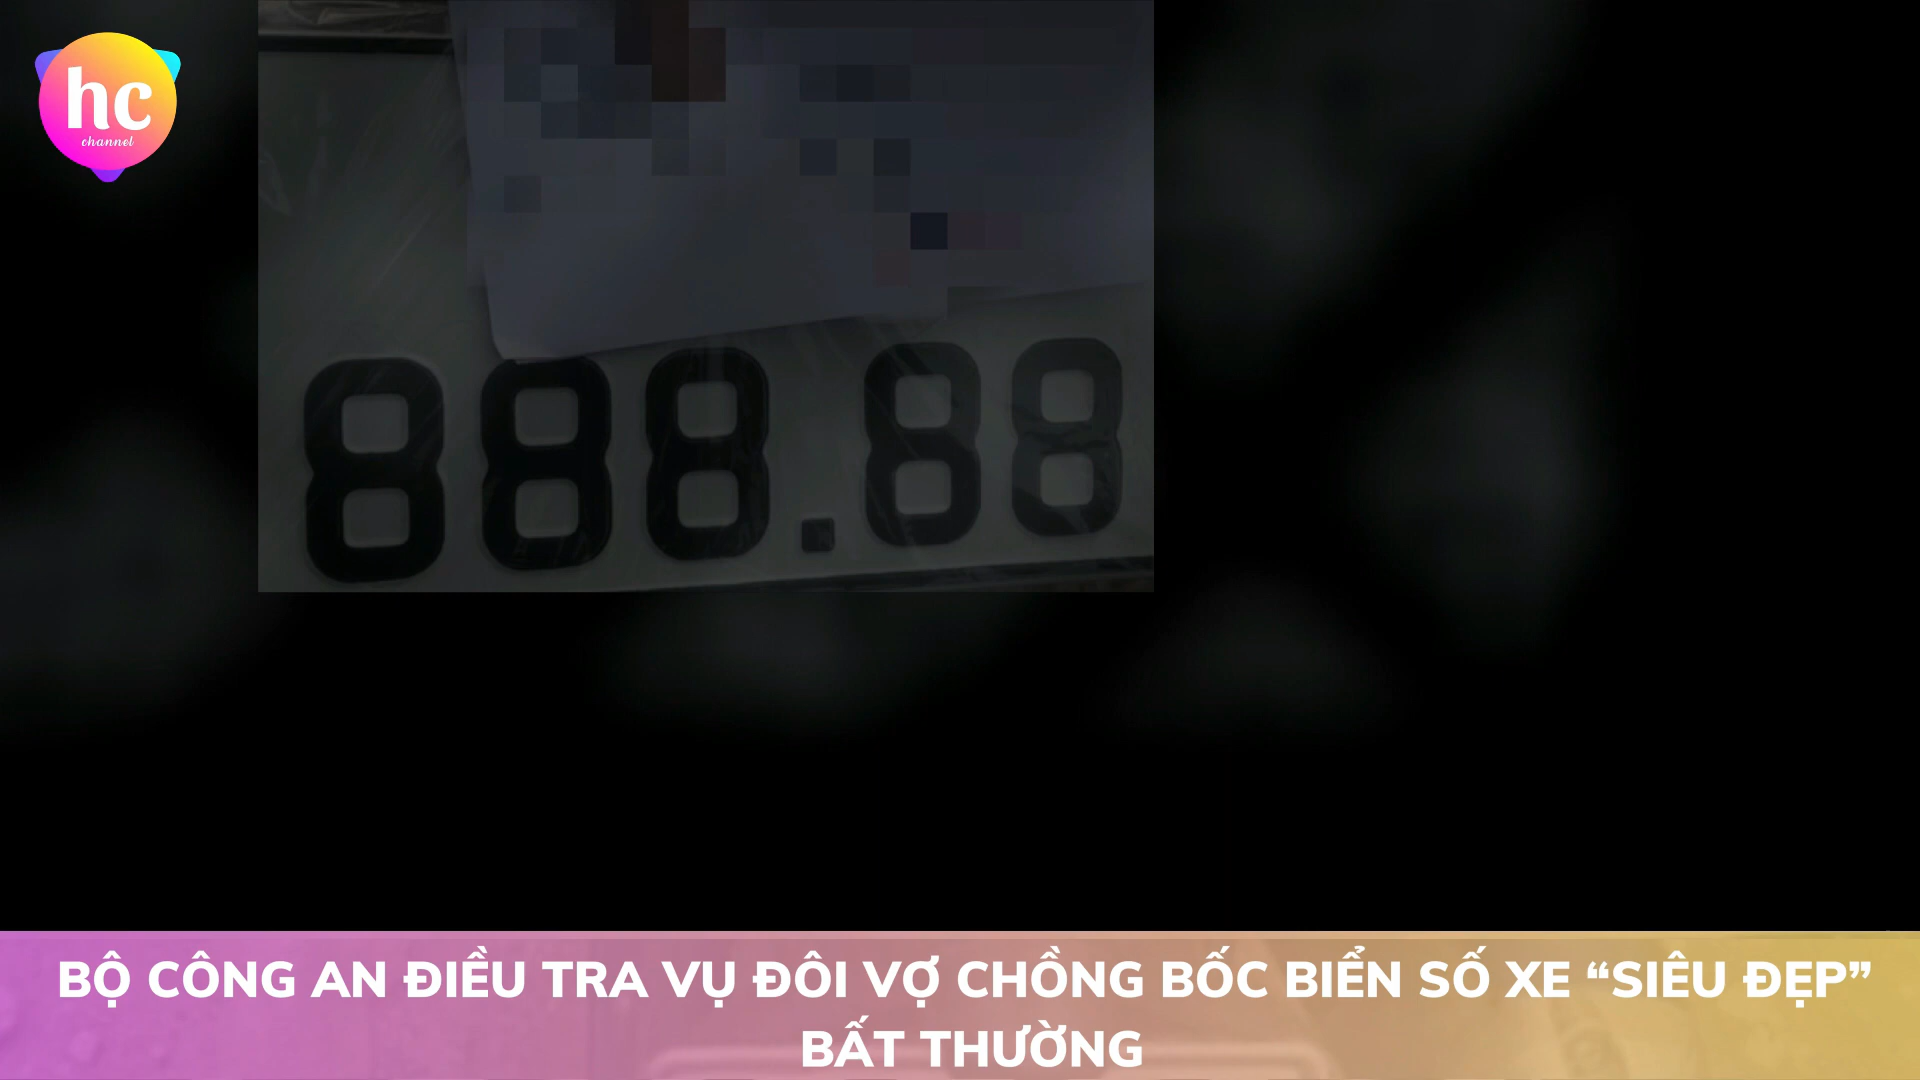 hc
channel
888.88
BỘ CÔNG AN ĐIỀU TRA VỤ ĐÔI VỢ CHỒNG BỐC BIỂN SỐ XE “SIÊU ĐẸP”
BẤT THƯỜNG